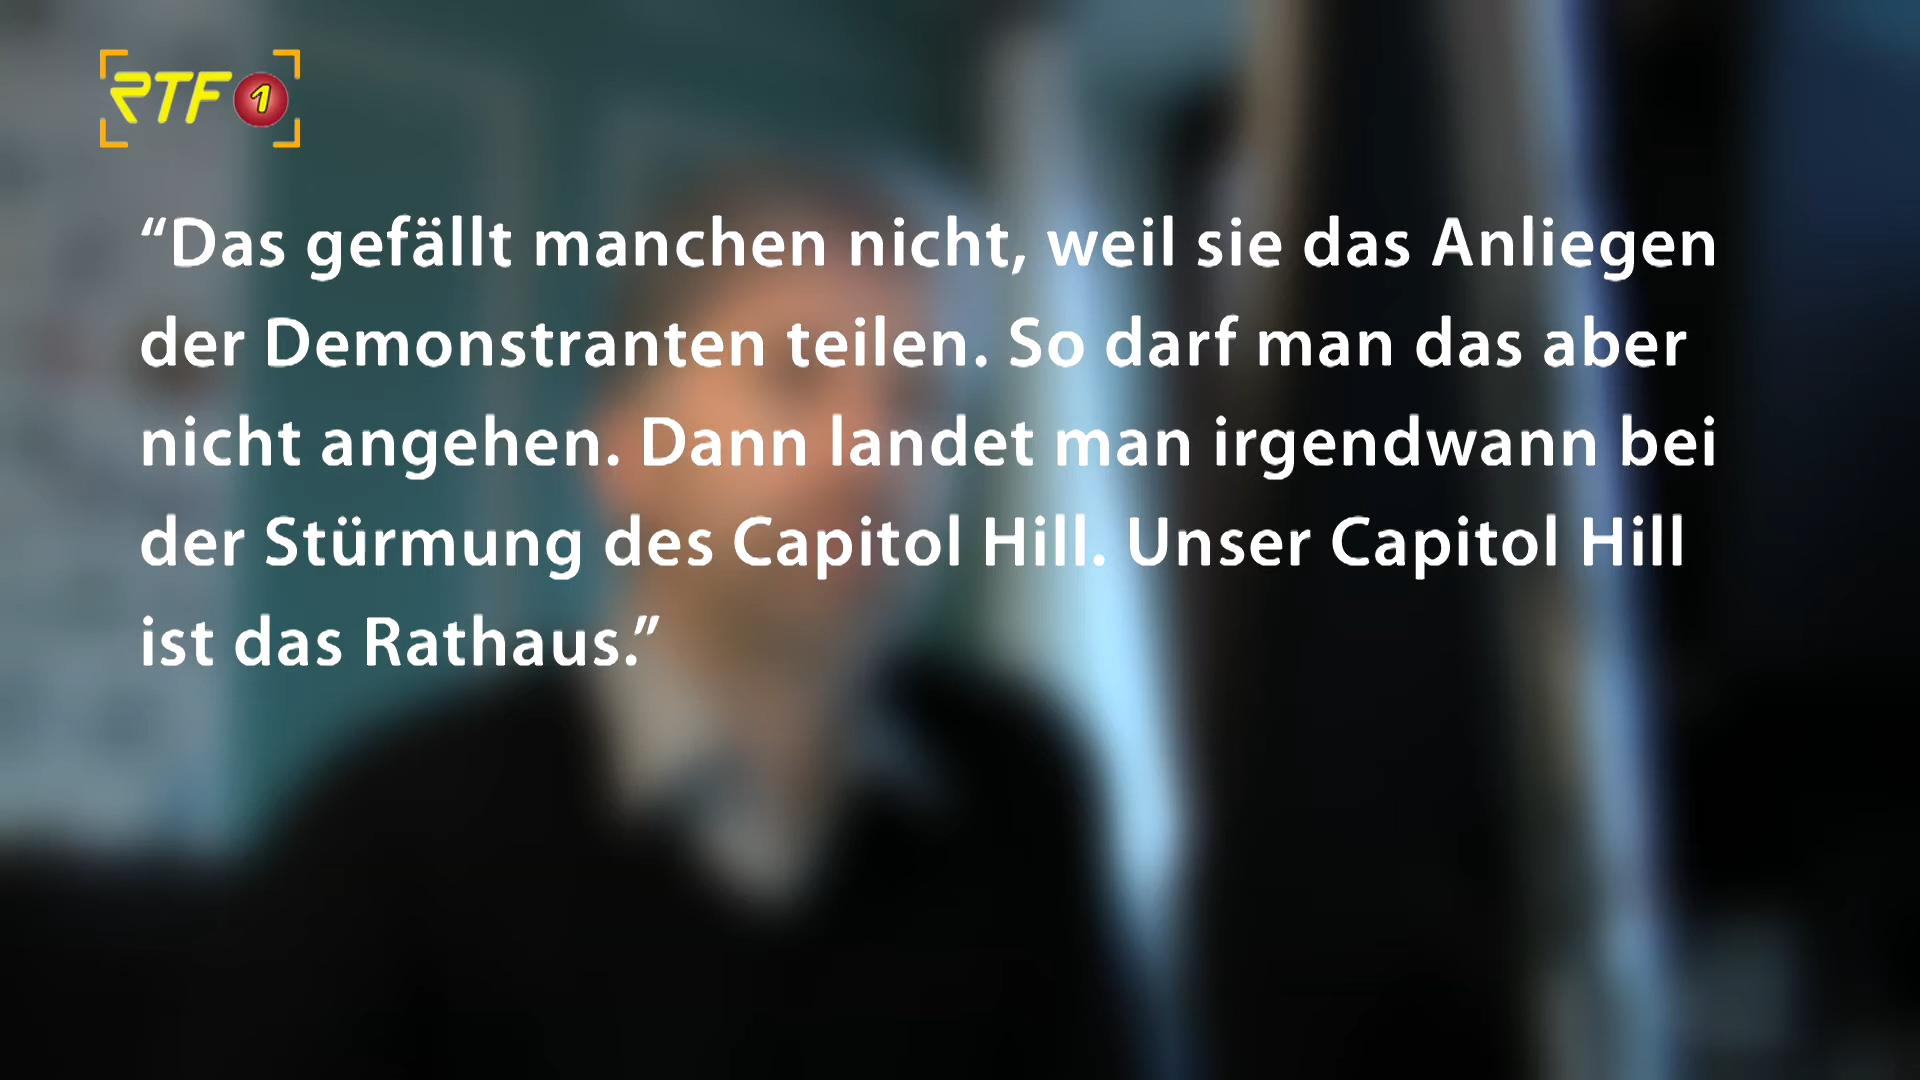 RTF 1
“Das gefällt manchen nicht, weil sie das Anliegen
der Demonstranten teilen. So darf man das aber
nicht angehen. Dann landet man irgendwann bei
der Stürmung des Capitol Hill. Unser Capitol Hill
ist das Rathaus.”